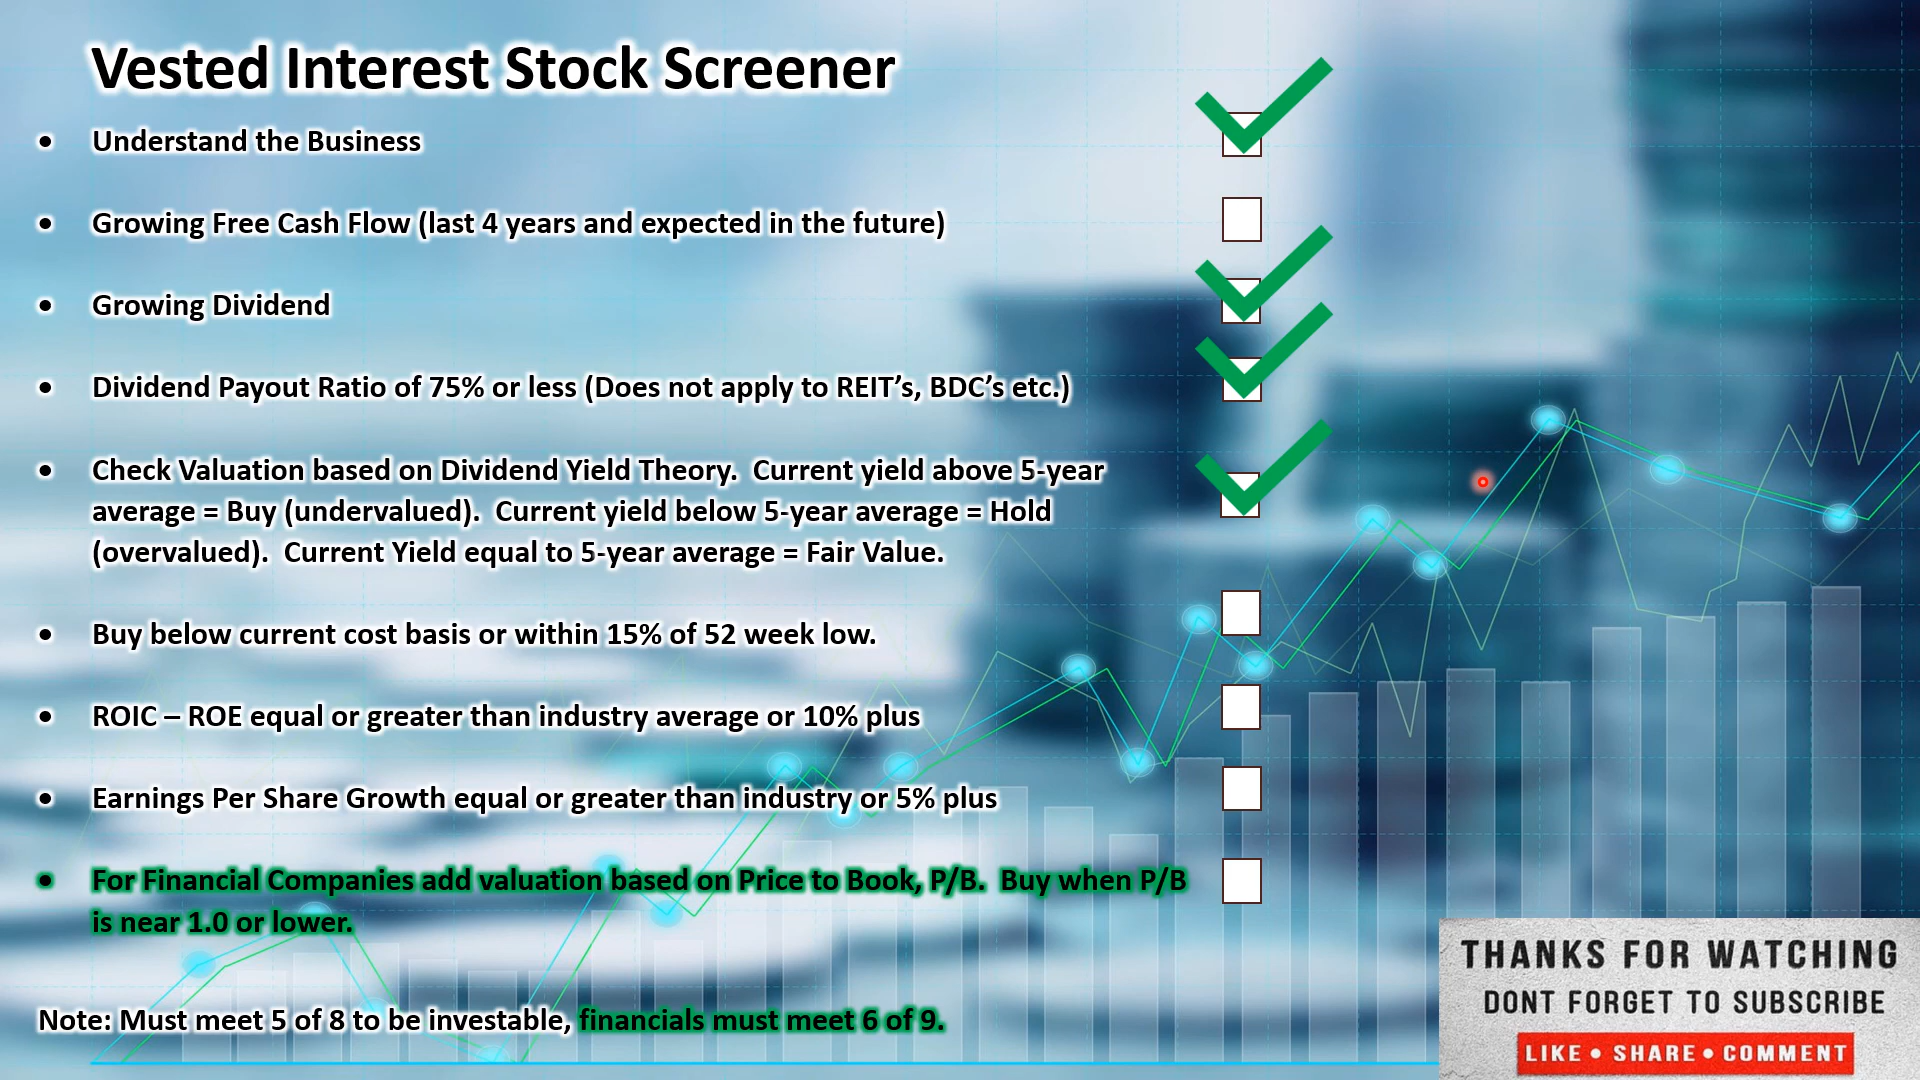 Vested Interest Stock Screener
• Understand the Business
• Growing Free Cash Flow (last 4 years and expected in the future)
• Growing Dividend
• Dividend Payout Ratio of 75% or less (Does not apply to REIT’s, BDC’s etc.)
• Check Valuation based on Dividend Yield Theory.  Current yield above 5-year
average = Buy (undervalued).  Current yield below 5-year average = Hold
(overvalued).  Current Yield equal to 5-year average = Fair Value.
• Buy below current cost basis or within 15% of 52 week low.
• ROIC – ROE equal or greater than industry average or 10% plus
• Earnings Per Share Growth equal or greater than industry or 5% plus
• For Financial Companies add valuation based on Price to Book, P/B.  Buy when P/B
is near 1.0 or lower.
Note: Must meet 5 of 8 to be investable, financials must meet 6 of 9.
THANKS FOR WATCHING
DONT FORGET TO SUBSCRIBE
LIKE • SHARE • COMMENT